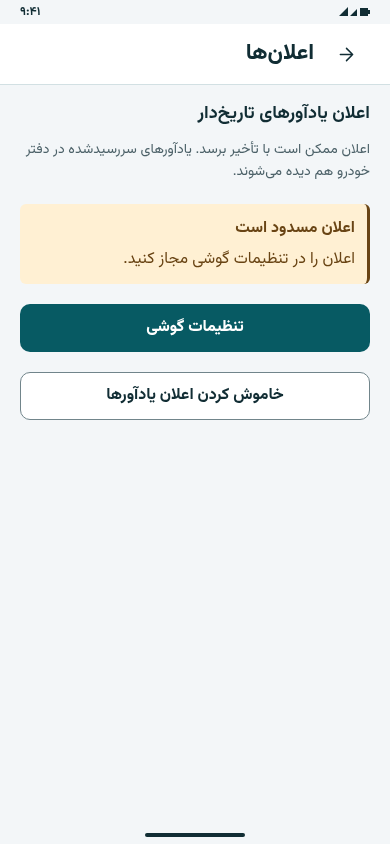 ۹:۴۱
اعلان‌ها
اعلان یادآورهای تاریخ‌دار
اعلان ممکن است با تأخیر برسد. یادآورهای سررسیدشده در دفتر
خودرو هم دیده می‌شوند.
اعلان مسدود است
اعلان را در تنظیمات گوشی مجاز کنید.
تنظیمات گوشی
خاموش کردن اعلان یادآورها